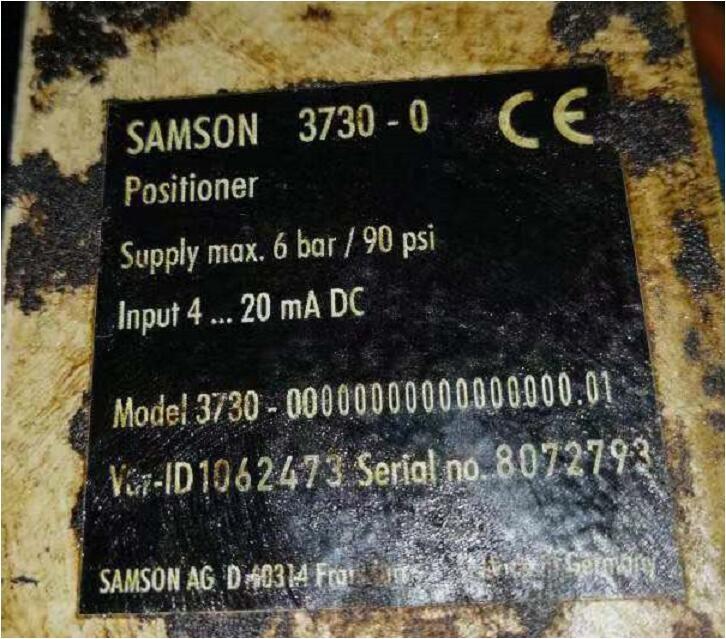 SAMSON 3730 - 0 CE
Positioner
Supply max. 6 bar / 90 psi
Input 4 ... 20 mA DC
Model 3730 - 00000000000000000.01
Var-ID1062473 Serial no. 8072793
SAMSON AG D-60314 Germany